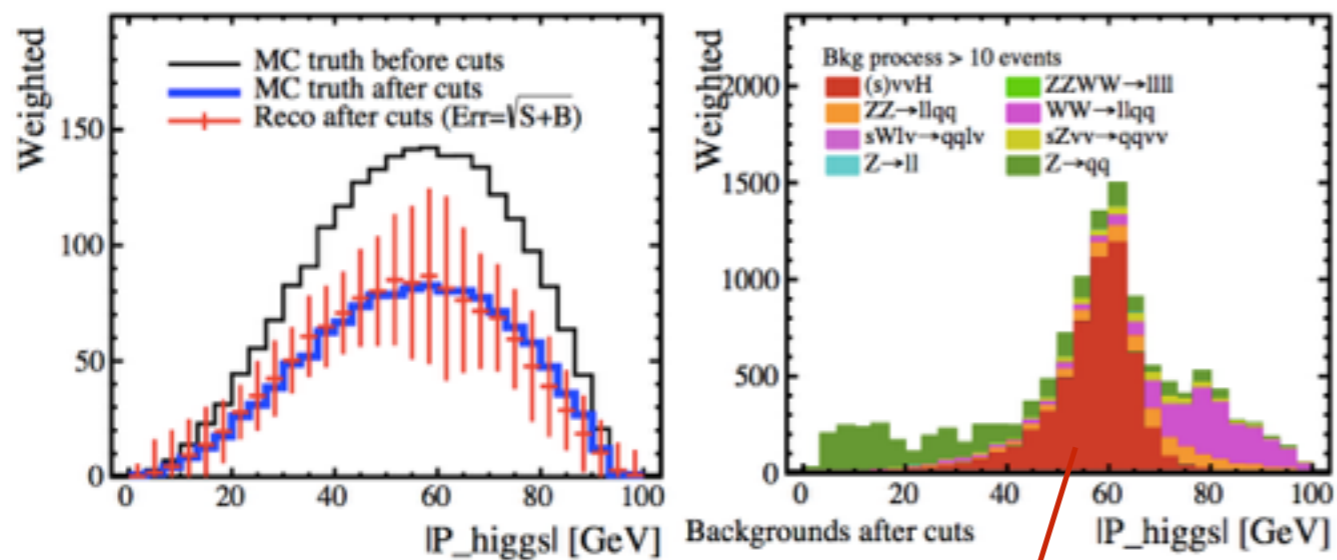 Weighted
MC truth before cuts
MC truth after cuts
Reco after cuts (Err=√S+B)
150
100
50
0
0 20 40 60 80 100
|P_higgs| [GeV]
Weighted
Bkg process > 10 events
(s)vvH ZZWW→llll
ZZ→llqq WW→llqq
sWlv→qqlv sZvv→qqvv
Z→ll Z→qq
2000
1500
1000
500
0
0 20 40 60 80 100
Backgrounds after cuts |P_higgs| [GeV]